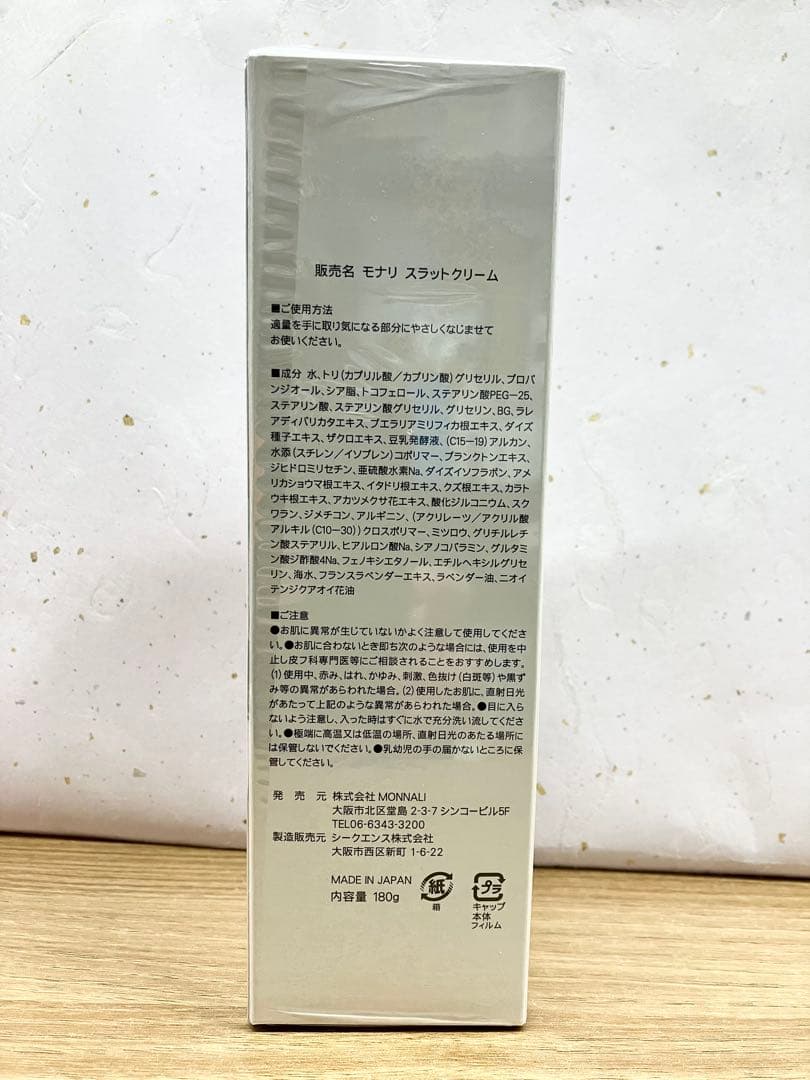 販売名 モナリ スラットクリーム
■ご使用方法
適量を手に取り気になる部分にやさしくなじませて
お使いください。
■成分 水、トリ(カプリル酸/カプリン酸)グリセリル、プロパ
ンジオール、シア脂、トコフェロール、ステアリン酸PEG-25、
ステアリン酸、ステアリン酸グリセリル、グリセリン、BG、ラレ
アディバリカタエキス、プエラリアミリフィカ根エキス、ダイズ
種子エキス、ザクロエキス、豆乳発酵液、(C15-19)アルカン、
水添(スチレン/イソプレン)コポリマー、プランクトンエキス、
ジヒドロミリセチン、亜硫酸水素Na、ダイズイソフラボン、アメ
リカショウマ根エキス、イタドリ根エキス、クズ根エキス、カラト
ウキ根エキス、アカツメクサ花エキス、酸化ジルコニウム、スク
ワラン、ジメチコン、アルギニン、(アクリレーツ/アクリル酸
アルキル(C10-30))クロスポリマー、ミツロウ、グリチルレチ
ン酸ステアリル、ヒアルロン酸Na、シアノコバラミン、グルタミ
ン酸ジ酢酸4Na、フェノキシエタノール、エチルヘキシルグリセ
リン、海水、フランスラベンダーエキス、ラベンダー油、ニオイ
テンジクアオイ花油
■ご注意
●お肌に異常が生じていないかよく注意して使用してくださ
い。●お肌に合わないとき即ち次のような場合には、使用を中
止し皮フ科専門医等にご相談されることをおすすめします。
(1)使用中、赤み、はれ、かゆみ、刺激、色抜け(白斑等)や黒ず
み等の異常があらわれた場合。(2)使用したお肌に、直射日光
があたって上記のような異常があらわれた場合。●目に入ら
ないよう注意し、入った時はすぐに水で充分洗い流してくださ
い。●極端に高温又は低温の場所、直射日光のあたる場所に
は保管しないでください。●乳幼児の手の届かないところに保
管してください。
発売元 株式会社MONNALI
大阪市北区堂島 2-3-7 シンコービル5F
TEL06-6343-3200
製造販売元 シークエンス株式会社
大阪市西区新町 1-6-22
MADE IN JAPAN
内容量 180g
紙
箱
プラ
キャップ
本体
フィルム